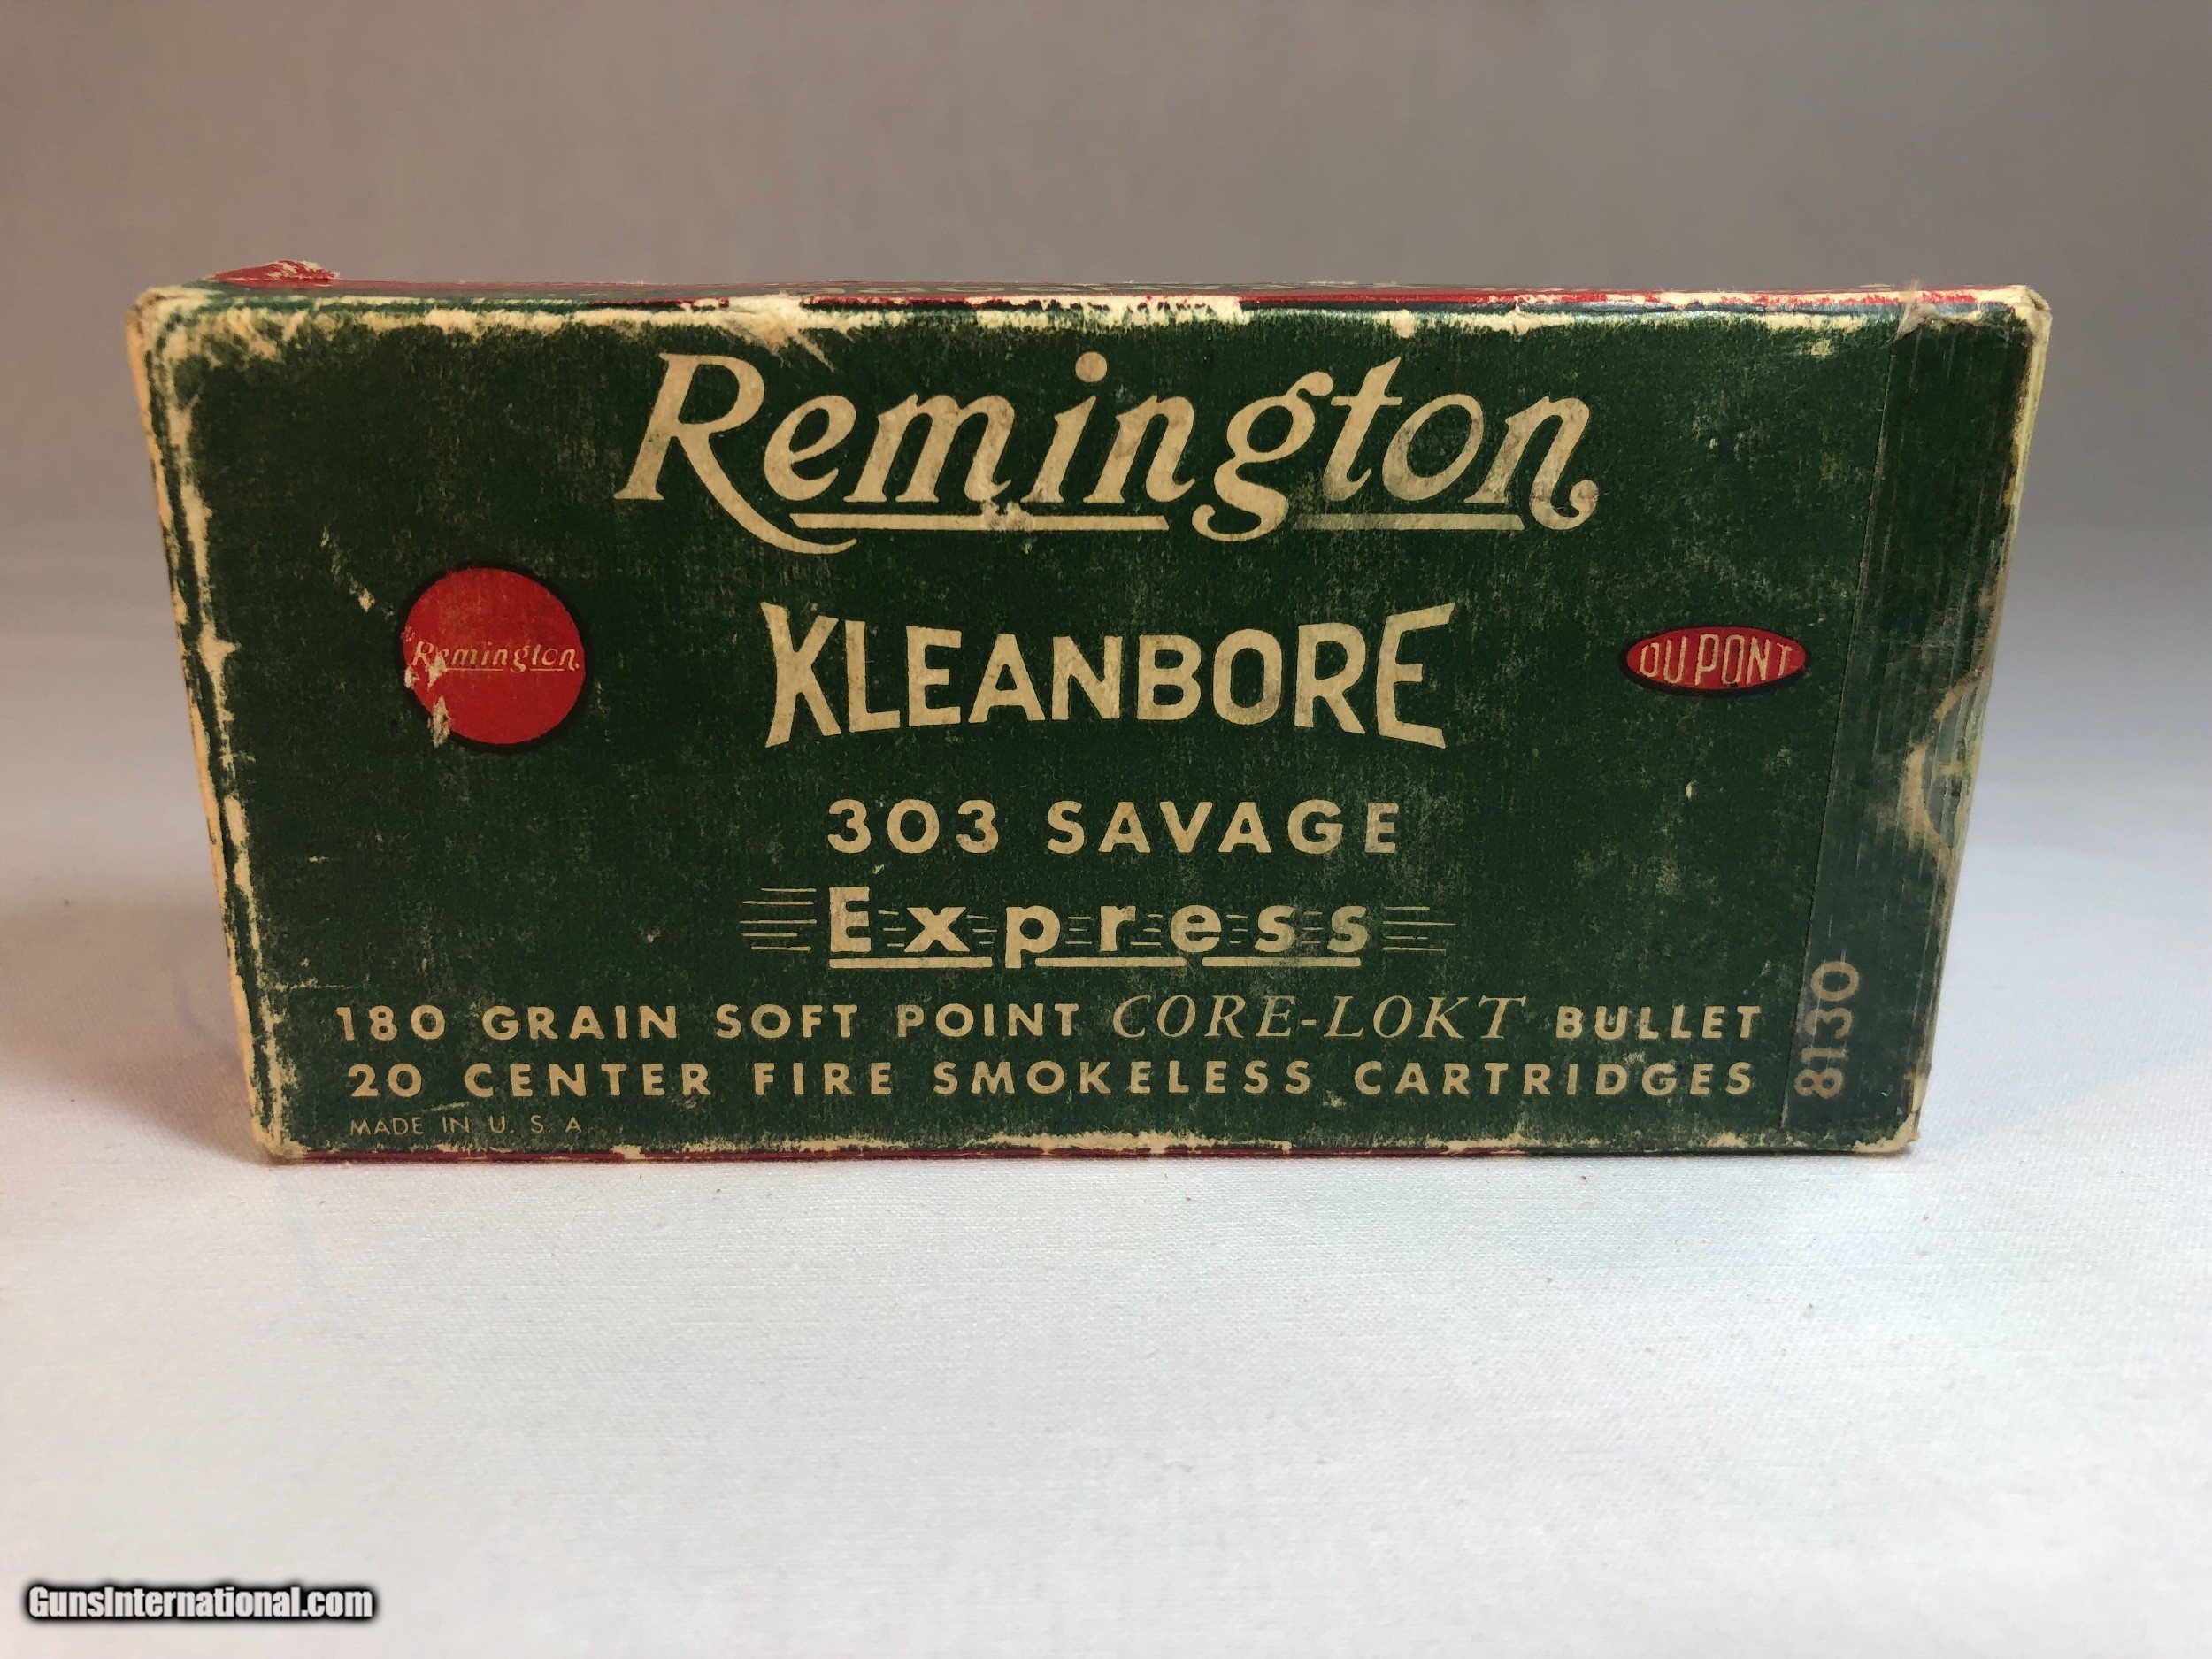 Remington
Remington
KLEANBORE
DU PONT
303 SAVAGE
Express
180 GRAIN SOFT POINT CORE-LOKT BULLET
20 CENTER FIRE SMOKELESS CARTRIDGES
MADE IN U. S. A.
8130
GunsInternational.com